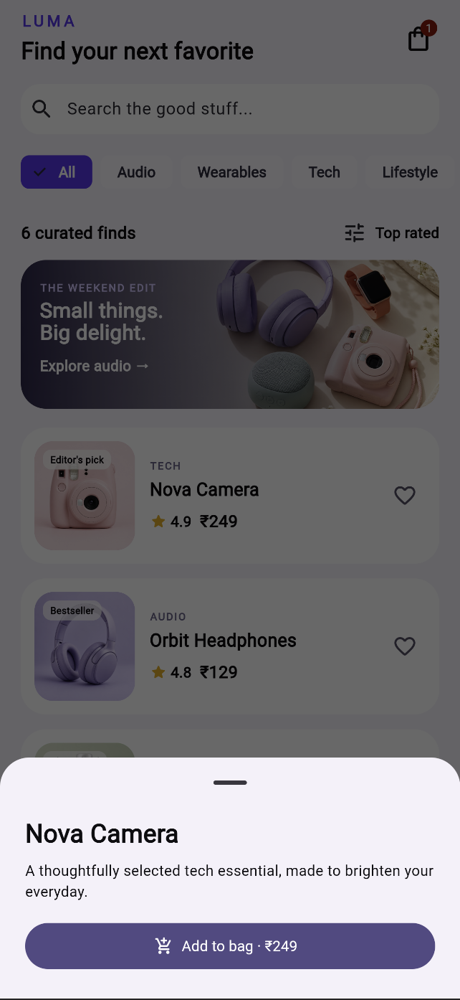 LUMA
Find your next favorite
1
Search the good stuff...
All
Audio
Wearables
Tech
Lifestyle
6 curated finds
Top rated
THE WEEKEND EDIT
Small things.
Big delight.
Explore audio →
Editor's pick
TECH
Nova Camera
4.9 ₹249
Bestseller
AUDIO
Orbit Headphones
4.8 ₹129
Nova Camera
A thoughtfully selected tech essential, made to brighten your
everyday.
Add to bag · ₹249